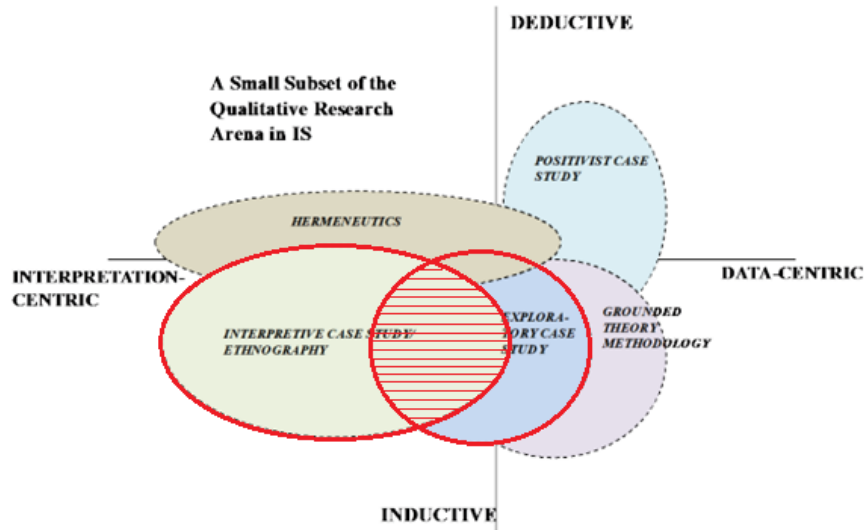 DEDUCTIVE
A Small Subset of the
Qualitative Research
Arena in IS
POSITIVIST CASE
STUDY
HERMENEUTICS
INTERPRETATION-
CENTRIC
DATA-CENTRIC
INTERPRETIVE CASE STUDY/
ETHNOGRAPHY
EXPLORA-
TORY CASE
STUDY
GROUNDED
THEORY
METHODOLOGY
INDUCTIVE